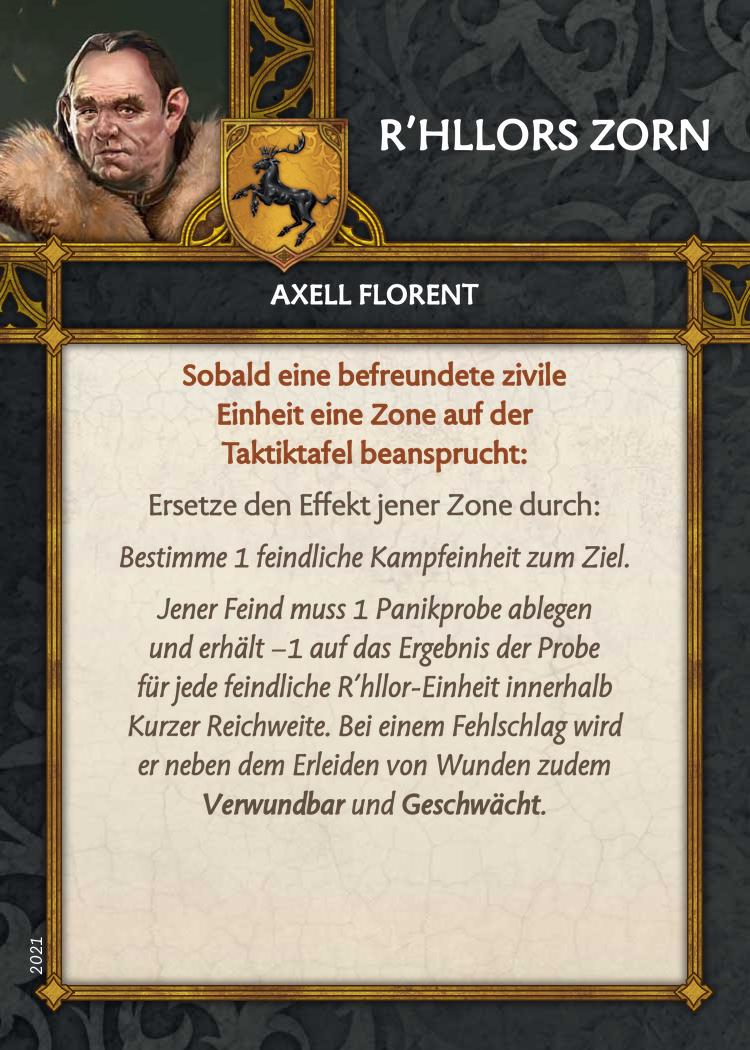 R’HLLORS ZORN
AXELL FLORENT
Sobald eine befreundete zivile
Einheit eine Zone auf der
Taktiktafel beansprucht:
Ersetze den Effekt jener Zone durch:
Bestimme 1 feindliche Kampfeinheit zum Ziel.
Jener Feind muss 1 Panikprobe ablegen
und erhält –1 auf das Ergebnis der Probe
für jede feindliche R’hllor-Einheit innerhalb
Kurzer Reichweite. Bei einem Fehlschlag wird
er neben dem Erleiden von Wunden zudem
Verwundbar und Geschwächt.
2021